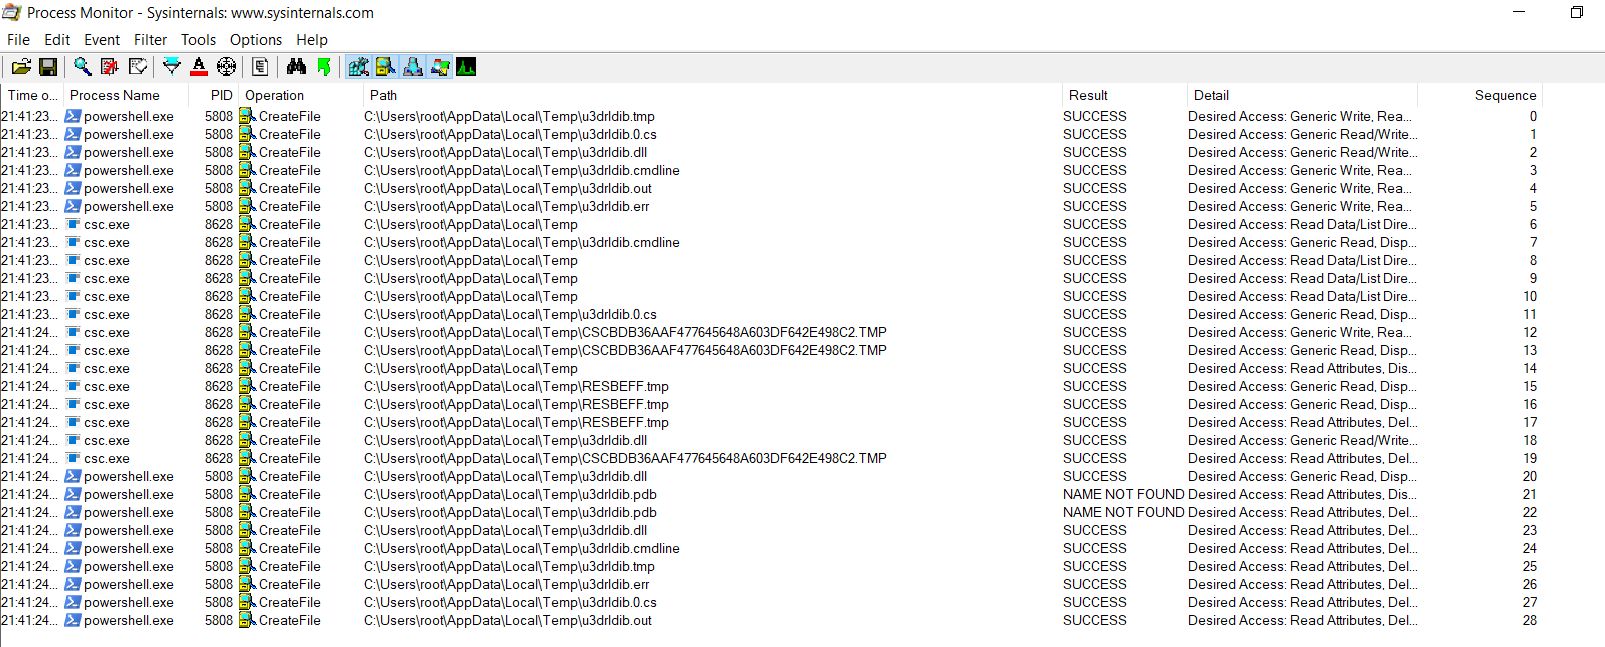 Process Monitor - Sysinternals: www.sysinternals.com
File Edit Event Filter Tools Options Help
Time o... Process Name PID Operation Path Result Detail Sequence
21:41:23... powershell.exe 5808 CreateFile C:\Users\root\AppData\Local\Temp\u3drldib.tmp SUCCESS Desired Access: Generic Write, Rea... 0
21:41:23... powershell.exe 5808 CreateFile C:\Users\root\AppData\Local\Temp\u3drldib.0.cs SUCCESS Desired Access: Generic Read/Write... 1
21:41:23... powershell.exe 5808 CreateFile C:\Users\root\AppData\Local\Temp\u3drldib.dll SUCCESS Desired Access: Generic Read/Write... 2
21:41:23... powershell.exe 5808 CreateFile C:\Users\root\AppData\Local\Temp\u3drldib.cmdline SUCCESS Desired Access: Generic Write, Rea... 3
21:41:23... powershell.exe 5808 CreateFile C:\Users\root\AppData\Local\Temp\u3drldib.out SUCCESS Desired Access: Generic Write, Rea... 4
21:41:23... powershell.exe 5808 CreateFile C:\Users\root\AppData\Local\Temp\u3drldib.err SUCCESS Desired Access: Generic Write, Rea... 5
21:41:23... csc.exe 8628 CreateFile C:\Users\root\AppData\Local\Temp SUCCESS Desired Access: Read Data/List Dire... 6
21:41:23... csc.exe 8628 CreateFile C:\Users\root\AppData\Local\Temp\u3drldib.cmdline SUCCESS Desired Access: Generic Read, Disp... 7
21:41:23... csc.exe 8628 CreateFile C:\Users\root\AppData\Local\Temp SUCCESS Desired Access: Read Data/List Dire... 8
21:41:23... csc.exe 8628 CreateFile C:\Users\root\AppData\Local\Temp SUCCESS Desired Access: Read Data/List Dire... 9
21:41:23... csc.exe 8628 CreateFile C:\Users\root\AppData\Local\Temp SUCCESS Desired Access: Read Data/List Dire... 10
21:41:23... csc.exe 8628 CreateFile C:\Users\root\AppData\Local\Temp\u3drldib.0.cs SUCCESS Desired Access: Generic Read, Disp... 11
21:41:24... csc.exe 8628 CreateFile C:\Users\root\AppData\Local\Temp\CSCBDB36AAF477645648A603DF642E498C2.TMP SUCCESS Desired Access: Generic Write, Rea... 12
21:41:24... csc.exe 8628 CreateFile C:\Users\root\AppData\Local\Temp\CSCBDB36AAF477645648A603DF642E498C2.TMP SUCCESS Desired Access: Generic Read, Disp... 13
21:41:24... csc.exe 8628 CreateFile C:\Users\root\AppData\Local\Temp SUCCESS Desired Access: Read Attributes, Dis... 14
21:41:24... csc.exe 8628 CreateFile C:\Users\root\AppData\Local\Temp\RESBEFF.tmp SUCCESS Desired Access: Generic Read, Disp... 15
21:41:24... csc.exe 8628 CreateFile C:\Users\root\AppData\Local\Temp\RESBEFF.tmp SUCCESS Desired Access: Generic Read, Disp... 16
21:41:24... csc.exe 8628 CreateFile C:\Users\root\AppData\Local\Temp\RESBEFF.tmp SUCCESS Desired Access: Read Attributes, Del... 17
21:41:24... csc.exe 8628 CreateFile C:\Users\root\AppData\Local\Temp\u3drldib.dll SUCCESS Desired Access: Generic Read/Write... 18
21:41:24... csc.exe 8628 CreateFile C:\Users\root\AppData\Local\Temp\CSCBDB36AAF477645648A603DF642E498C2.TMP SUCCESS Desired Access: Read Attributes, Del... 19
21:41:24... powershell.exe 5808 CreateFile C:\Users\root\AppData\Local\Temp\u3drldib.dll SUCCESS Desired Access: Generic Read, Disp... 20
21:41:24... powershell.exe 5808 CreateFile C:\Users\root\AppData\Local\Temp\u3drldib.pdb NAME NOT FOUND Desired Access: Read Attributes, Dis... 21
21:41:24... powershell.exe 5808 CreateFile C:\Users\root\AppData\Local\Temp\u3drldib.pdb NAME NOT FOUND Desired Access: Read Attributes, Del... 22
21:41:24... powershell.exe 5808 CreateFile C:\Users\root\AppData\Local\Temp\u3drldib.dll SUCCESS Desired Access: Read Attributes, Del... 23
21:41:24... powershell.exe 5808 CreateFile C:\Users\root\AppData\Local\Temp\u3drldib.cmdline SUCCESS Desired Access: Read Attributes, Del... 24
21:41:24... powershell.exe 5808 CreateFile C:\Users\root\AppData\Local\Temp\u3drldib.tmp SUCCESS Desired Access: Read Attributes, Del... 25
21:41:24... powershell.exe 5808 CreateFile C:\Users\root\AppData\Local\Temp\u3drldib.err SUCCESS Desired Access: Read Attributes, Del... 26
21:41:24... powershell.exe 5808 CreateFile C:\Users\root\AppData\Local\Temp\u3drldib.0.cs SUCCESS Desired Access: Read Attributes, Del... 27
21:41:24... powershell.exe 5808 CreateFile C:\Users\root\AppData\Local\Temp\u3drldib.out SUCCESS Desired Access: Read Attributes, Del... 28